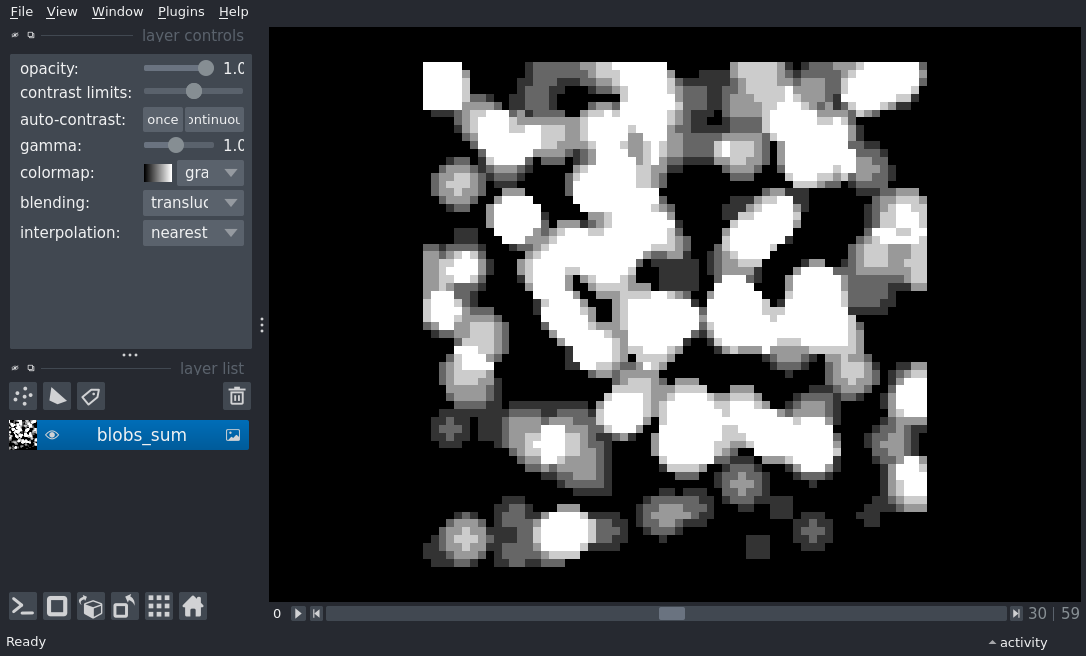 File View Window Plugins Help
layer controls
opacity: 1.0
contrast limits:
auto-contrast: once ontinuou
gamma: 1.0
colormap: gra
blending: transluc
interpolation: nearest
layer list
blobs_sum
0 30 | 59
Ready activity